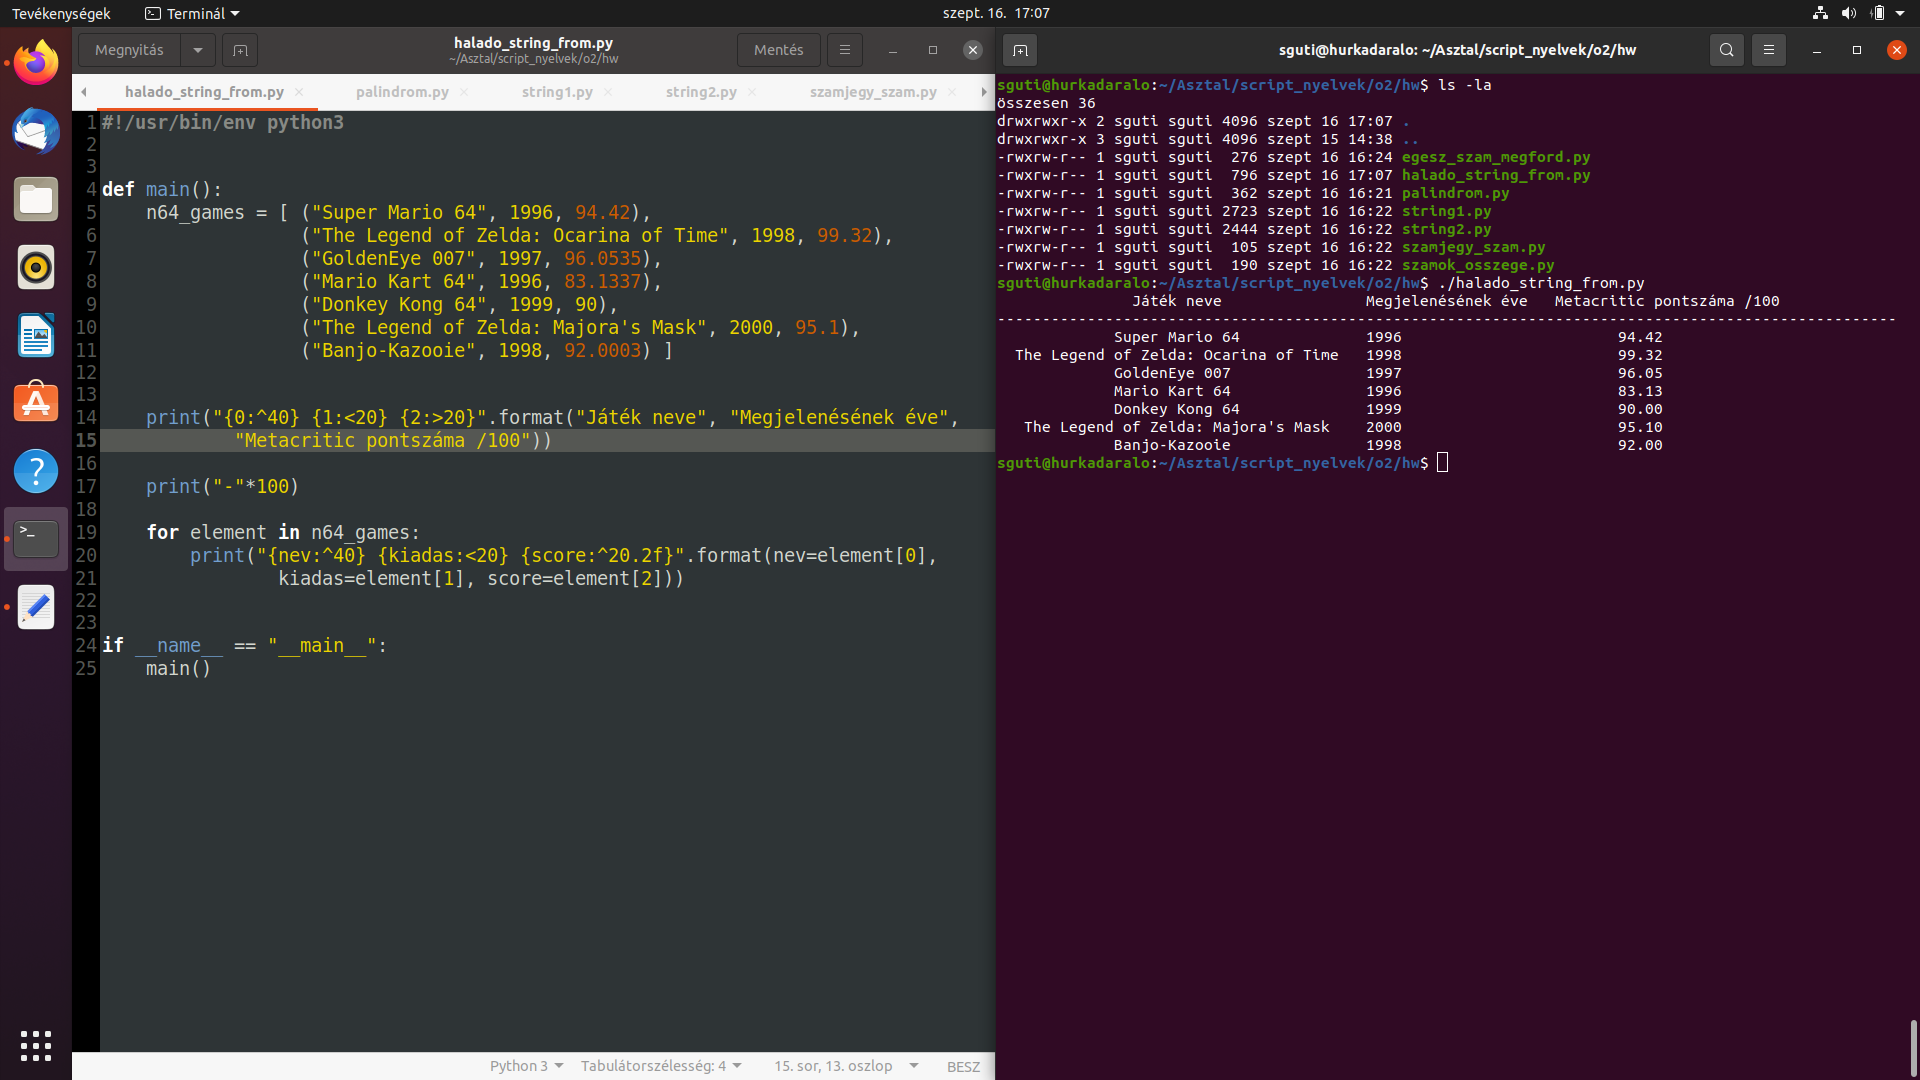 Tevékenységek
Terminál
szept. 16. 17:07
Megnyitás
halado_string_from.py
~/Asztal/script_nyelvek/o2/hw
Mentés
halado_string_from.py
palindrom.py
string1.py
string2.py
szamjegy_szam.py
1 #!/usr/bin/env python3
2
3
4 def main():
5     n64_games = [ ("Super Mario 64", 1996, 94.42),
6                   ("The Legend of Zelda: Ocarina of Time", 1998, 99.32),
7                   ("GoldenEye 007", 1997, 96.0535),
8                   ("Mario Kart 64", 1996, 83.1337),
9                   ("Donkey Kong 64", 1999, 90),
10                   ("The Legend of Zelda: Majora's Mask", 2000, 95.1),
11                   ("Banjo-Kazooie", 1998, 92.0003) ]
12
13
14     print("{0:^40} {1:<20} {2:>20}".format("Játék neve", "Megjelenésének éve",
15             "Metacritic pontszáma /100"))
16
17     print("-"*100)
18
19     for element in n64_games:
20         print("{nev:^40} {kiadas:<20} {score:^20.2f}".format(nev=element[0],
21                 kiadas=element[1], score=element[2]))
22
23
24 if __name__ == "__main__":
25     main()
Python 3
Tabulátorszélesség: 4
15. sor, 13. oszlop
BESZ
sguti@hurkadaralo: ~/Asztal/script_nyelvek/o2/hw
sguti@hurkadaralo:~/Asztal/script_nyelvek/o2/hw$ ls -la
összesen 36
drwxrwxr-x 2 sguti sguti 4096 szept 16 17:07 .
drwxrwxr-x 3 sguti sguti 4096 szept 15 14:38 ..
-rwxrw-r-- 1 sguti sguti  276 szept 16 16:24 egesz_szam_megford.py
-rwxrw-r-- 1 sguti sguti  796 szept 16 17:07 halado_string_from.py
-rwxrw-r-- 1 sguti sguti  362 szept 16 16:21 palindrom.py
-rwxrw-r-- 1 sguti sguti 2723 szept 16 16:22 string1.py
-rwxrw-r-- 1 sguti sguti 2444 szept 16 16:22 string2.py
-rwxrw-r-- 1 sguti sguti  105 szept 16 16:22 szamjegy_szam.py
-rwxrw-r-- 1 sguti sguti  190 szept 16 16:22 szamok_osszege.py
sguti@hurkadaralo:~/Asztal/script_nyelvek/o2/hw$ ./halado_string_from.py
               Játék neve                Megjelenésének éve   Metacritic pontszáma /100
----------------------------------------------------------------------------------------------------
             Super Mario 64              1996                        94.42
  The Legend of Zelda: Ocarina of Time   1998                        99.32
             GoldenEye 007               1997                        96.05
             Mario Kart 64               1996                        83.13
             Donkey Kong 64              1999                        90.00
   The Legend of Zelda: Majora's Mask    2000                        95.10
             Banjo-Kazooie               1998                        92.00
sguti@hurkadaralo:~/Asztal/script_nyelvek/o2/hw$